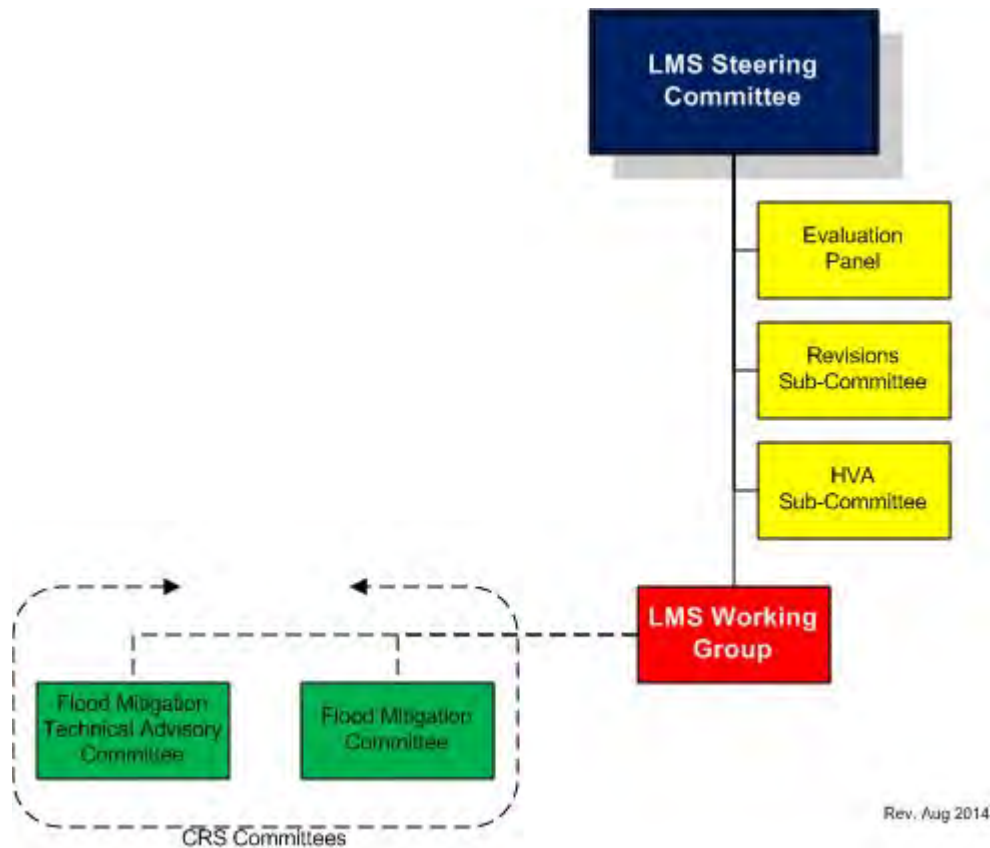 LMS Steering
Committee
Evaluation
Panel
Revisions
Sub-Committee
HVA
Sub-Committee
LMS Working
Group
Flood Mitigation
Technical Advisory
Committee
Flood Mitigation
Committee
CRS Committees
Rev. Aug 2014